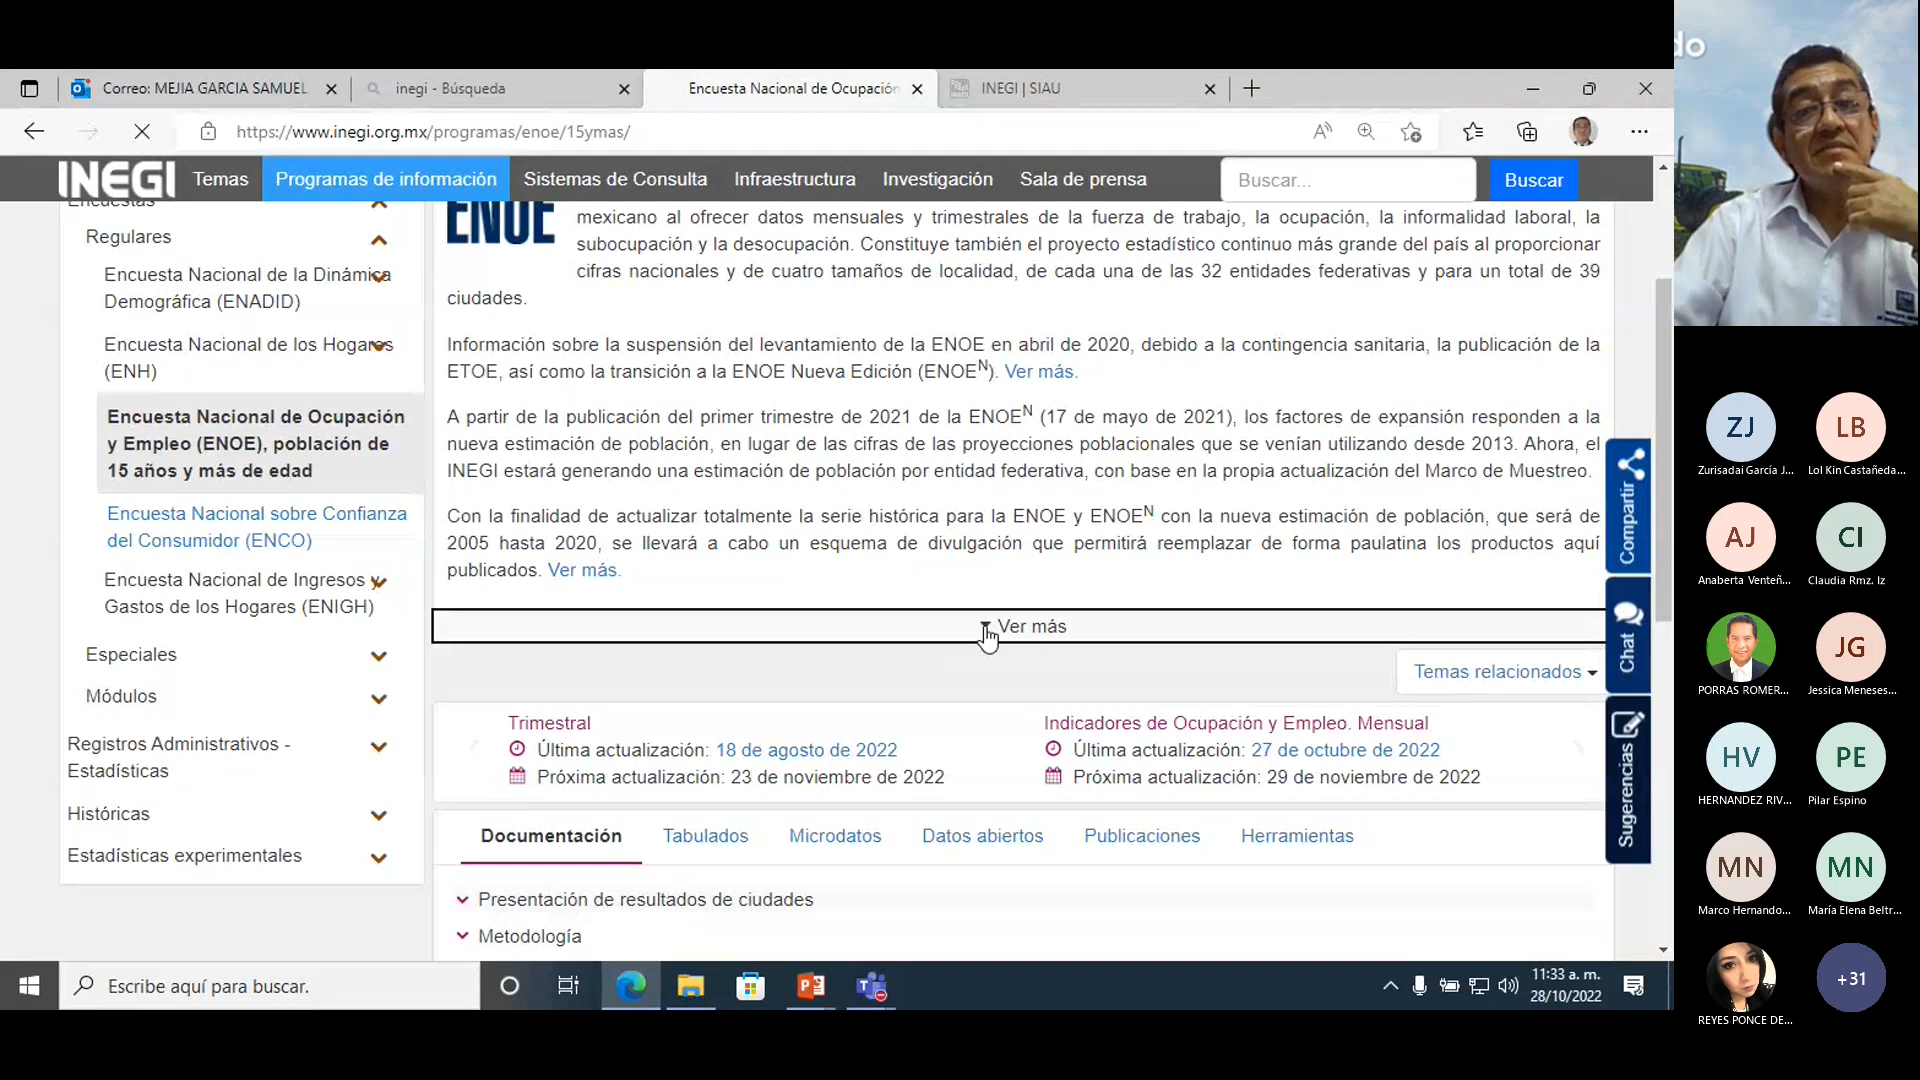 do
Correo: MEJIA GARCIA SAMUEL
inegi - Búsqueda
Encuesta Nacional de Ocupación
INEGI | SIAU
https://www.inegi.org.mx/programas/enoe/15ymas/
INEGI
Temas
Programas de información
Sistemas de Consulta
Infraestructura
Investigación
Sala de prensa
Buscar...
Buscar
Encuestas
Regulares
Encuesta Nacional de la Dinámica
Demográfica (ENADID)
Encuesta Nacional de los Hogares
(ENH)
Encuesta Nacional de Ocupación
y Empleo (ENOE), población de
15 años y más de edad
Encuesta Nacional sobre Confianza
del Consumidor (ENCO)
Encuesta Nacional de Ingresos y
Gastos de los Hogares (ENIGH)
Especiales
Módulos
Registros Administrativos -
Estadísticas
Históricas
Estadísticas experimentales
ENOE
mexicano al ofrecer datos mensuales y trimestrales de la fuerza de trabajo, la ocupación, la informalidad laboral, la
subocupación y la desocupación. Constituye también el proyecto estadístico continuo más grande del país al proporcionar
cifras nacionales y de cuatro tamaños de localidad, de cada una de las 32 entidades federativas y para un total de 39
ciudades.
Información sobre la suspensión del levantamiento de la ENOE en abril de 2020, debido a la contingencia sanitaria, la publicación de la
ETOE, así como la transición a la ENOE Nueva Edición (ENOEN). Ver más.
A partir de la publicación del primer trimestre de 2021 de la ENOEN (17 de mayo de 2021), los factores de expansión responden a la
nueva estimación de población, en lugar de las cifras de las proyecciones poblacionales que se venían utilizando desde 2013. Ahora, el
INEGI estará generando una estimación de población por entidad federativa, con base en la propia actualización del Marco de Muestreo.
Con la finalidad de actualizar totalmente la serie histórica para la ENOE y ENOEN con la nueva estimación de población, que será de
2005 hasta 2020, se llevará a cabo un esquema de divulgación que permitirá reemplazar de forma paulatina los productos aquí
publicados. Ver más.
Ver más
Temas relacionados
Trimestral
Última actualización: 18 de agosto de 2022
Próxima actualización: 23 de noviembre de 2022
Indicadores de Ocupación y Empleo. Mensual
Última actualización: 27 de octubre de 2022
Próxima actualización: 29 de noviembre de 2022
Documentación
Tabulados
Microdatos
Datos abiertos
Publicaciones
Herramientas
Presentación de resultados de ciudades
Metodología
Compartir
Chat
Sugerencias
Escribe aquí para buscar.
11:33 a. m.
28/10/2022
ZJ
Zurisadai García J...
LB
Lol Kin Castañeda...
AJ
Anaberta Venteñ...
CI
Claudia Rmz. Iz
PORRAS ROMER...
JG
Jessica Meneses...
HV
HERNANDEZ RIV...
PE
Pilar Espino
MN
Marco Hernando...
MN
María Elena Beltr...
REYES PONCE DE...
+31